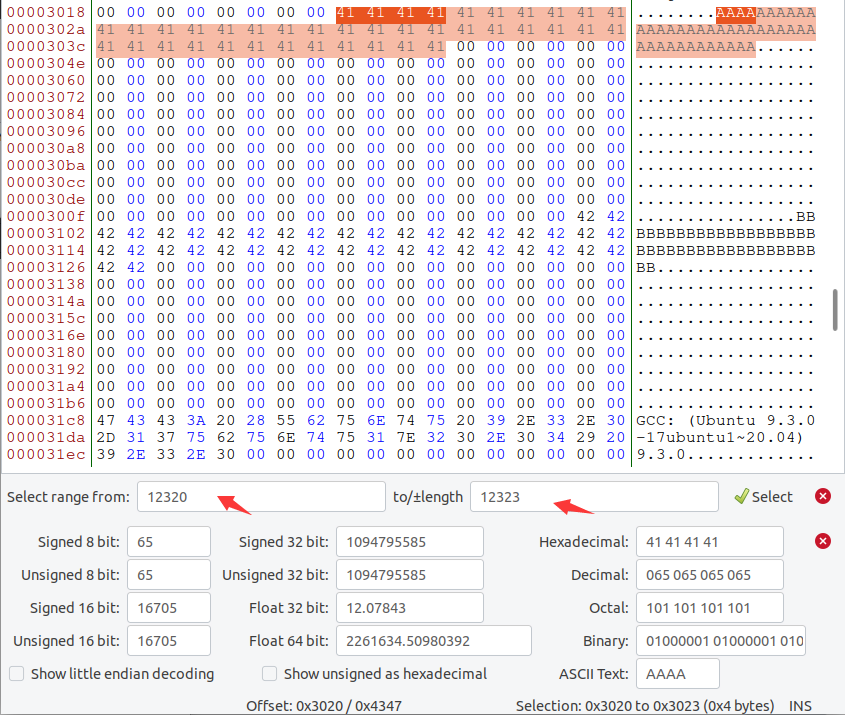 00003018 00 00 00 00 00 00 00 00 41 41 41 41 41 41 41 41 41 41 ........AAAAAAAAAA
0000302a 41 41 41 41 41 41 41 41 41 41 41 41 41 41 41 41 41 41 AAAAAAAAAAAAAAAAAA
0000303c 41 41 41 41 41 41 41 41 41 41 41 41 00 00 00 00 00 00 AAAAAAAAAAAA......
0000304e 00 00 00 00 00 00 00 00 00 00 00 00 00 00 00 00 00 00 ..................
00003060 00 00 00 00 00 00 00 00 00 00 00 00 00 00 00 00 00 00 ..................
00003072 00 00 00 00 00 00 00 00 00 00 00 00 00 00 00 00 00 00 ..................
00003084 00 00 00 00 00 00 00 00 00 00 00 00 00 00 00 00 00 00 ..................
00003096 00 00 00 00 00 00 00 00 00 00 00 00 00 00 00 00 00 00 ..................
000030a8 00 00 00 00 00 00 00 00 00 00 00 00 00 00 00 00 00 00 ..................
000030ba 00 00 00 00 00 00 00 00 00 00 00 00 00 00 00 00 00 00 ..................
000030cc 00 00 00 00 00 00 00 00 00 00 00 00 00 00 00 00 00 00 ..................
000030de 00 00 00 00 00 00 00 00 00 00 00 00 00 00 00 00 00 00 ..................
0000300f 00 00 00 00 00 00 00 00 00 00 00 00 00 00 00 00 42 42 ................BB
00003102 42 42 42 42 42 42 42 42 42 42 42 42 42 42 42 42 42 42 BBBBBBBBBBBBBBBBBB
00003114 42 42 42 42 42 42 42 42 42 42 42 42 42 42 42 42 42 42 BBBBBBBBBBBBBBBBBB
00003126 42 42 00 00 00 00 00 00 00 00 00 00 00 00 00 00 00 00 BB................
00003138 00 00 00 00 00 00 00 00 00 00 00 00 00 00 00 00 00 00 ..................
0000314a 00 00 00 00 00 00 00 00 00 00 00 00 00 00 00 00 00 00 ..................
0000315c 00 00 00 00 00 00 00 00 00 00 00 00 00 00 00 00 00 00 ..................
0000316e 00 00 00 00 00 00 00 00 00 00 00 00 00 00 00 00 00 00 ..................
00003180 00 00 00 00 00 00 00 00 00 00 00 00 00 00 00 00 00 00 ..................
00003192 00 00 00 00 00 00 00 00 00 00 00 00 00 00 00 00 00 00 ..................
000031a4 00 00 00 00 00 00 00 00 00 00 00 00 00 00 00 00 00 00 ..................
000031b6 00 00 00 00 00 00 00 00 00 00 00 00 00 00 00 00 00 00 ..................
000031c8 47 43 43 3A 20 28 55 62 75 6E 74 75 20 39 2E 33 2E 30 GCC: (Ubuntu 9.3.0
000031da 2D 31 37 75 62 75 6E 74 75 31 7E 32 30 2E 30 34 29 20 -17ubuntu1~20.04)
000031ec 39 2E 33 2E 30 00 00 00 00 00 00 00 00 00 00 00 00 00 9.3.0.............
Select range from: 12320 to/±length 12323 Select
Signed 8 bit: 65 Signed 32 bit: 1094795585 Hexadecimal: 41 41 41 41
Unsigned 8 bit: 65 Unsigned 32 bit: 1094795585 Decimal: 065 065 065 065
Signed 16 bit: 16705 Float 32 bit: 12.07843 Octal: 101 101 101 101
Unsigned 16 bit: 16705 Float 64 bit: 2261634.50980392 Binary: 01000001 01000001 010
Show little endian decoding Show unsigned as hexadecimal ASCII Text: AAAA
Offset: 0x3020 / 0x4347 Selection: 0x3020 to 0x3023 (0x4 bytes) INS